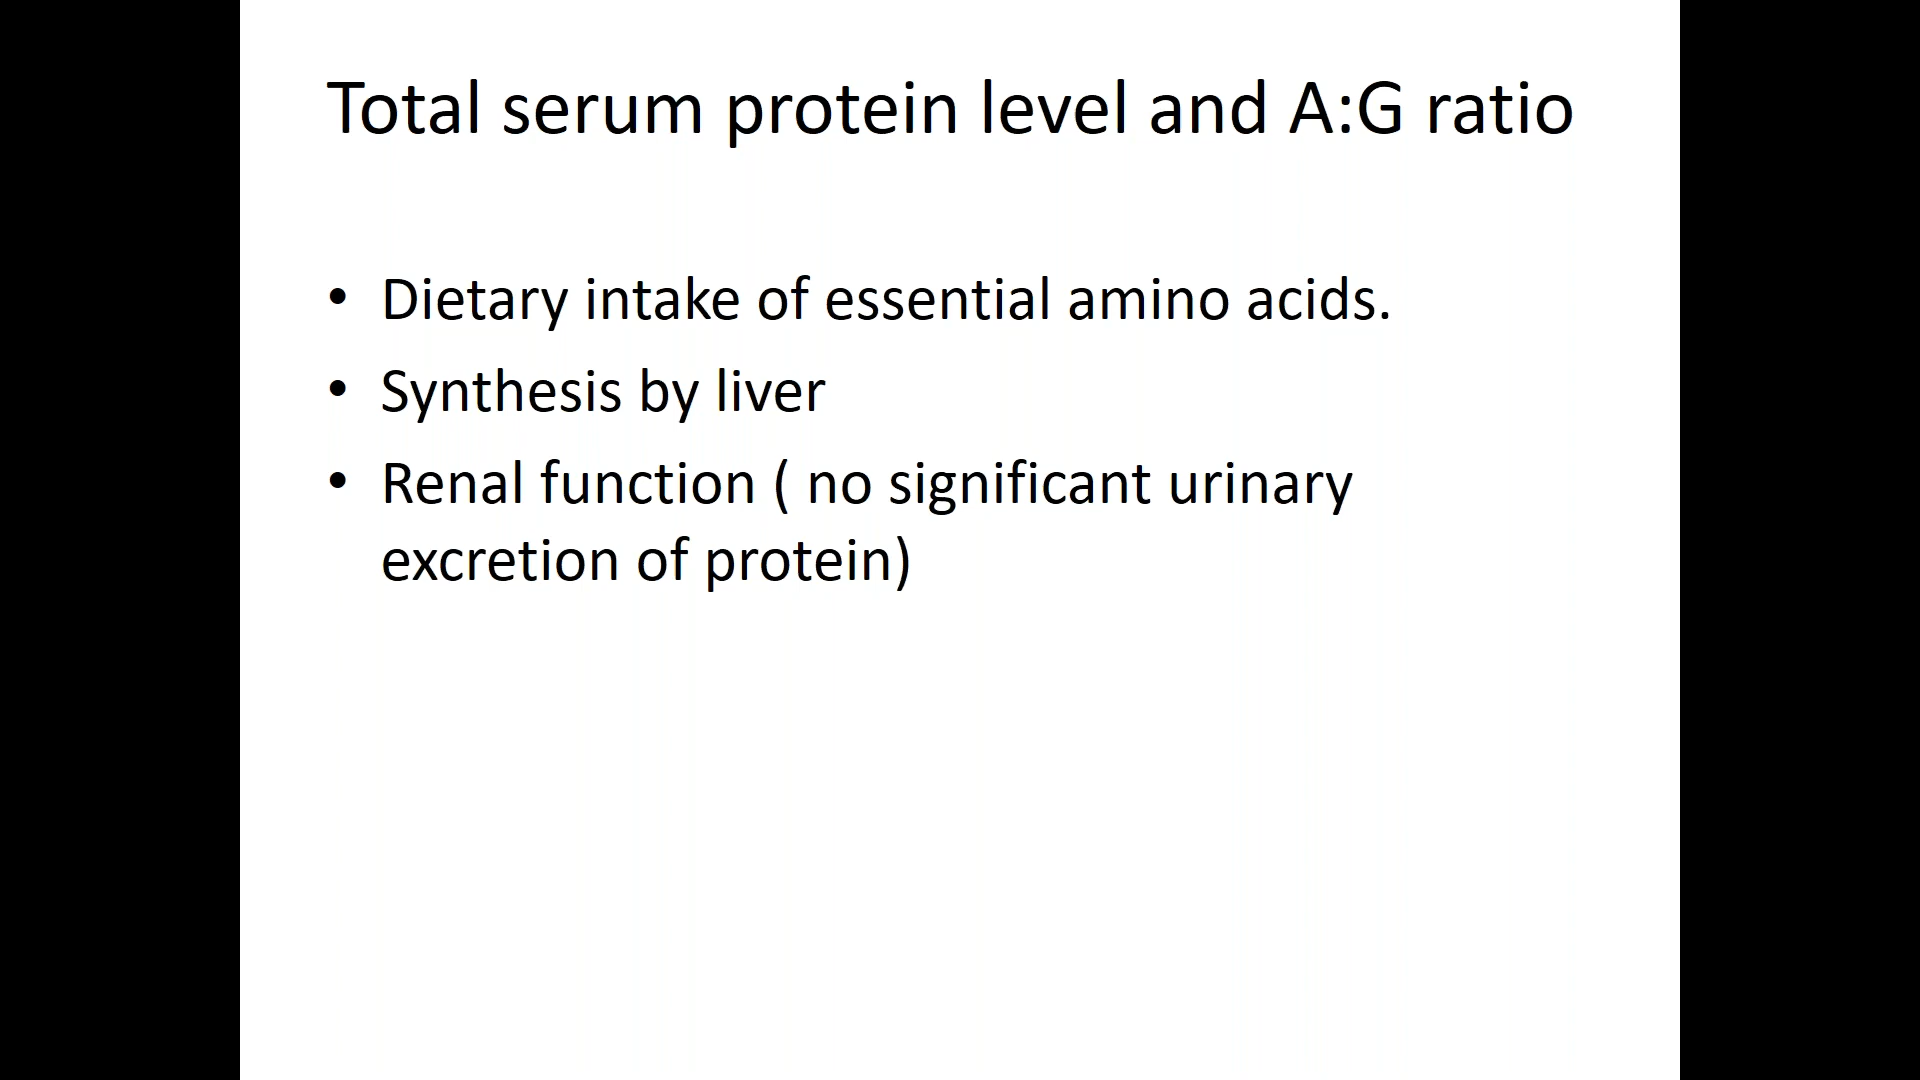 Total serum protein level and A:G ratio
• Dietary intake of essential amino acids.
• Synthesis by liver
• Renal function ( no significant urinary
excretion of protein)